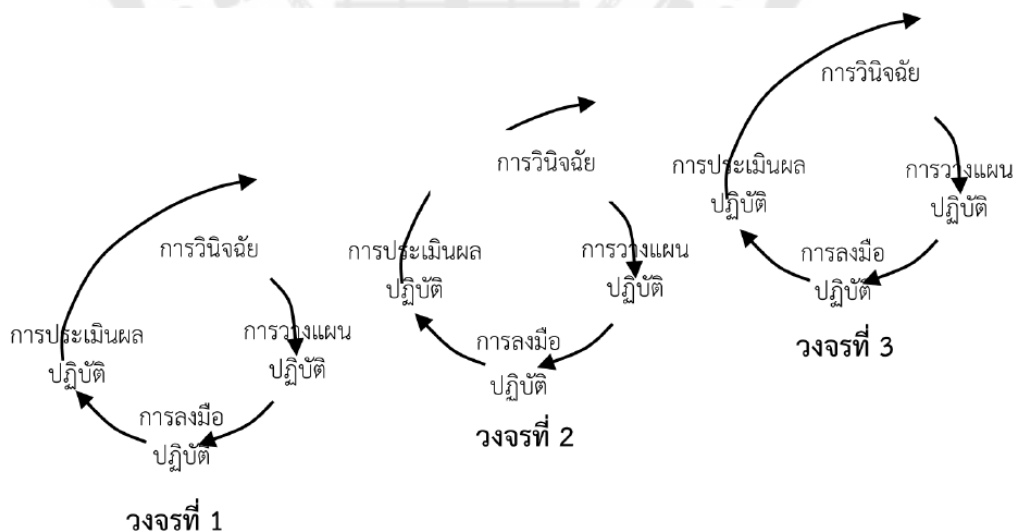 การวินิจฉัย
การวางแผน
ปฏิบัติ
การลงมือ
ปฏิบัติ
การประเมินผล
ปฏิบัติ
วงจรที่ 1
การวินิจฉัย
การวางแผน
ปฏิบัติ
การลงมือ
ปฏิบัติ
การประเมินผล
ปฏิบัติ
วงจรที่ 2
การวินิจฉัย
การวางแผน
ปฏิบัติ
การลงมือ
ปฏิบัติ
การประเมินผล
ปฏิบัติ
วงจรที่ 3